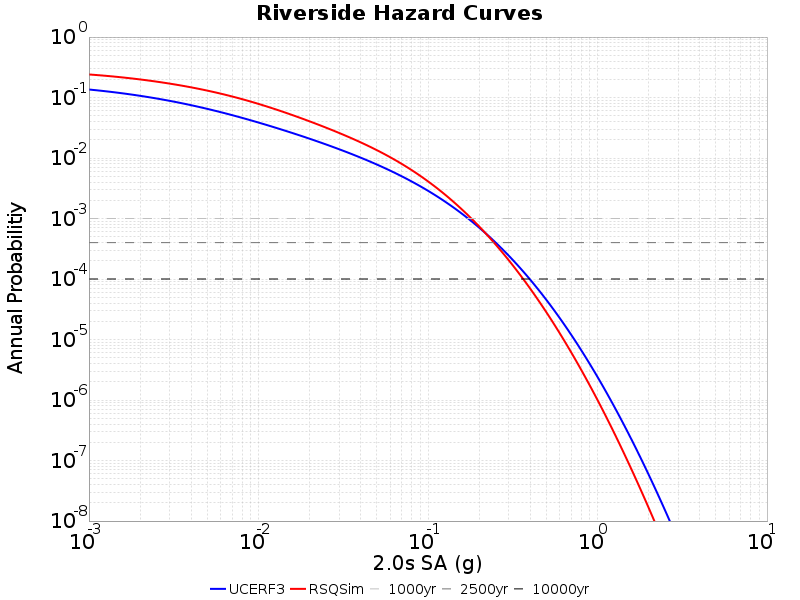 Riverside Hazard Curves
Annual Probabilitiy
10^0
10^-1
10^-2
10^-3
10^-4
10^-5
10^-6
10^-7
10^-8
10^-3 10^-2 10^-1 10^0 10^1
2.0s SA (g)
UCERF3 RSQSim 1000yr 2500yr 10000yr